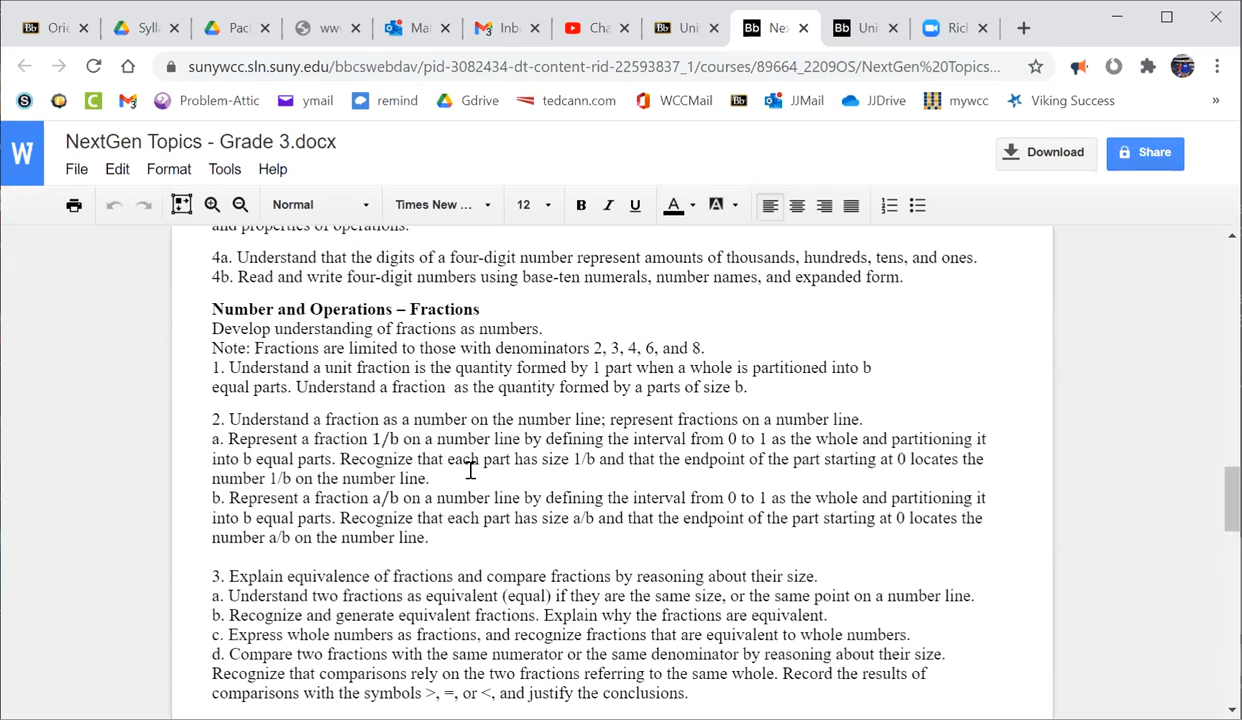 Orie
Sylla
Pacl
www
Mai
Inb
Cha
Uni
Nex
Uni
Rich
sunywcc.sln.suny.edu/bbcswebdav/pid-3082434-dt-content-rid-22593837_1/courses/89664_2209OS/NextGen%20Topics...
Problem-Attic ymail remind Gdrive tedcann.com WCCMail Bb JJMail JJDrive mywcc Viking Success »
W NextGen Topics - Grade 3.docx
File Edit Format Tools Help
Download Share
Normal Times New ... 12 B I U A A
and properties of operations.
4a. Understand that the digits of a four-digit number represent amounts of thousands, hundreds, tens, and ones.
4b. Read and write four-digit numbers using base-ten numerals, number names, and expanded form.
Number and Operations – Fractions
Develop understanding of fractions as numbers.
Note: Fractions are limited to those with denominators 2, 3, 4, 6, and 8.
1. Understand a unit fraction is the quantity formed by 1 part when a whole is partitioned into b
equal parts. Understand a fraction as the quantity formed by a parts of size b.
2. Understand a fraction as a number on the number line; represent fractions on a number line.
a. Represent a fraction 1/b on a number line by defining the interval from 0 to 1 as the whole and partitioning it
into b equal parts. Recognize that each part has size 1/b and that the endpoint of the part starting at 0 locates the
number 1/b on the number line.
b. Represent a fraction a/b on a number line by defining the interval from 0 to 1 as the whole and partitioning it
into b equal parts. Recognize that each part has size a/b and that the endpoint of the part starting at 0 locates the
number a/b on the number line.
3. Explain equivalence of fractions and compare fractions by reasoning about their size.
a. Understand two fractions as equivalent (equal) if they are the same size, or the same point on a number line.
b. Recognize and generate equivalent fractions. Explain why the fractions are equivalent.
c. Express whole numbers as fractions, and recognize fractions that are equivalent to whole numbers.
d. Compare two fractions with the same numerator or the same denominator by reasoning about their size.
Recognize that comparisons rely on the two fractions referring to the same whole. Record the results of
comparisons with the symbols >, =, or <, and justify the conclusions.